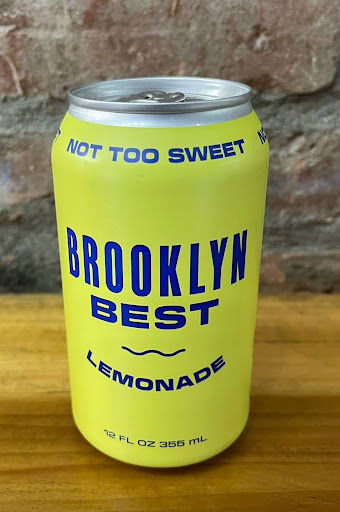 NOT TOO SWEET
BROOKLYN
BEST
LEMONADE
12 FL OZ 355 mL